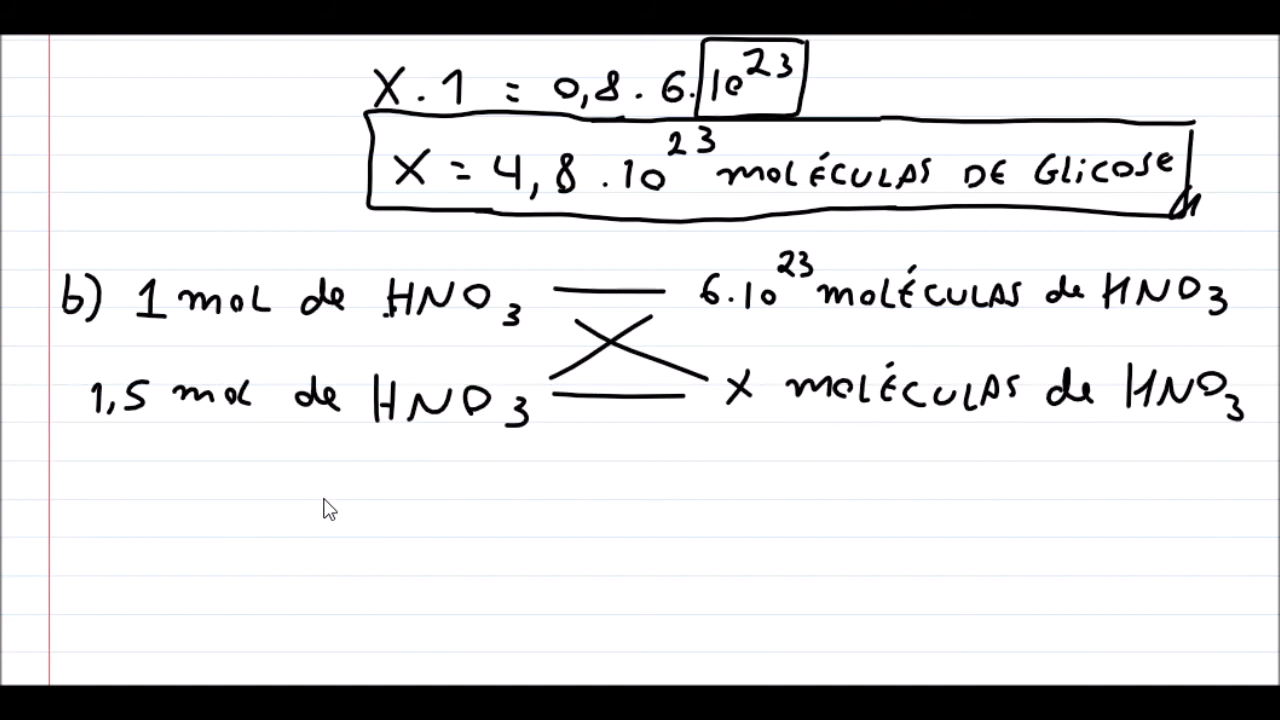 X . 1 = 0,8 . 6 . 10²³
X = 4,8 . 10²³ moLÉCULAS DE GLicose
b) 1 moL de HNO₃ —— 6 . 10²³ moLÉCULAS de HNO₃
1,5 moL de HNO₃ —— X moLÉCULAS de HNO₃